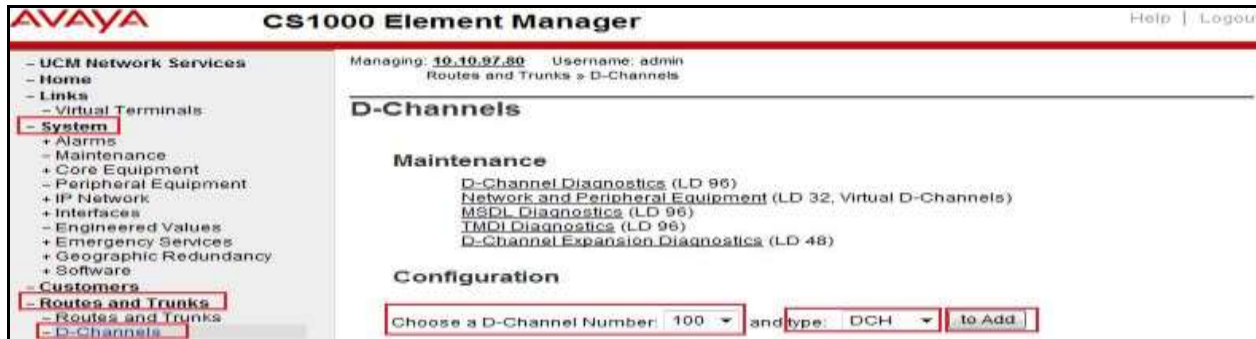 AVAYA
CS1000 Element Manager
Help | Logou
- UCM Network Services
- Home
- Links
- Virtual Terminals
- System
+ Alarms
- Maintenance
+ Core Equipment
- Peripheral Equipment
+ IP Network
+ Interfaces
- Engineered Values
+ Emergency Services
+ Geographic Redundancy
+ Software
- Customers
- Routes and Trunks
- Routes and Trunks
- D-Channels
Managing: 10.10.97.80 Username: admin
Routes and Trunks » D-Channels
D-Channels
Maintenance
D-Channel Diagnostics (LD 96)
Network and Peripheral Equipment (LD 32, Virtual D-Channels)
MSDL Diagnostics (LD 96)
TMDI Diagnostics (LD 96)
D-Channel Expansion Diagnostics (LD 48)
Configuration
Choose a D-Channel Number: 100 and type: DCH to Add